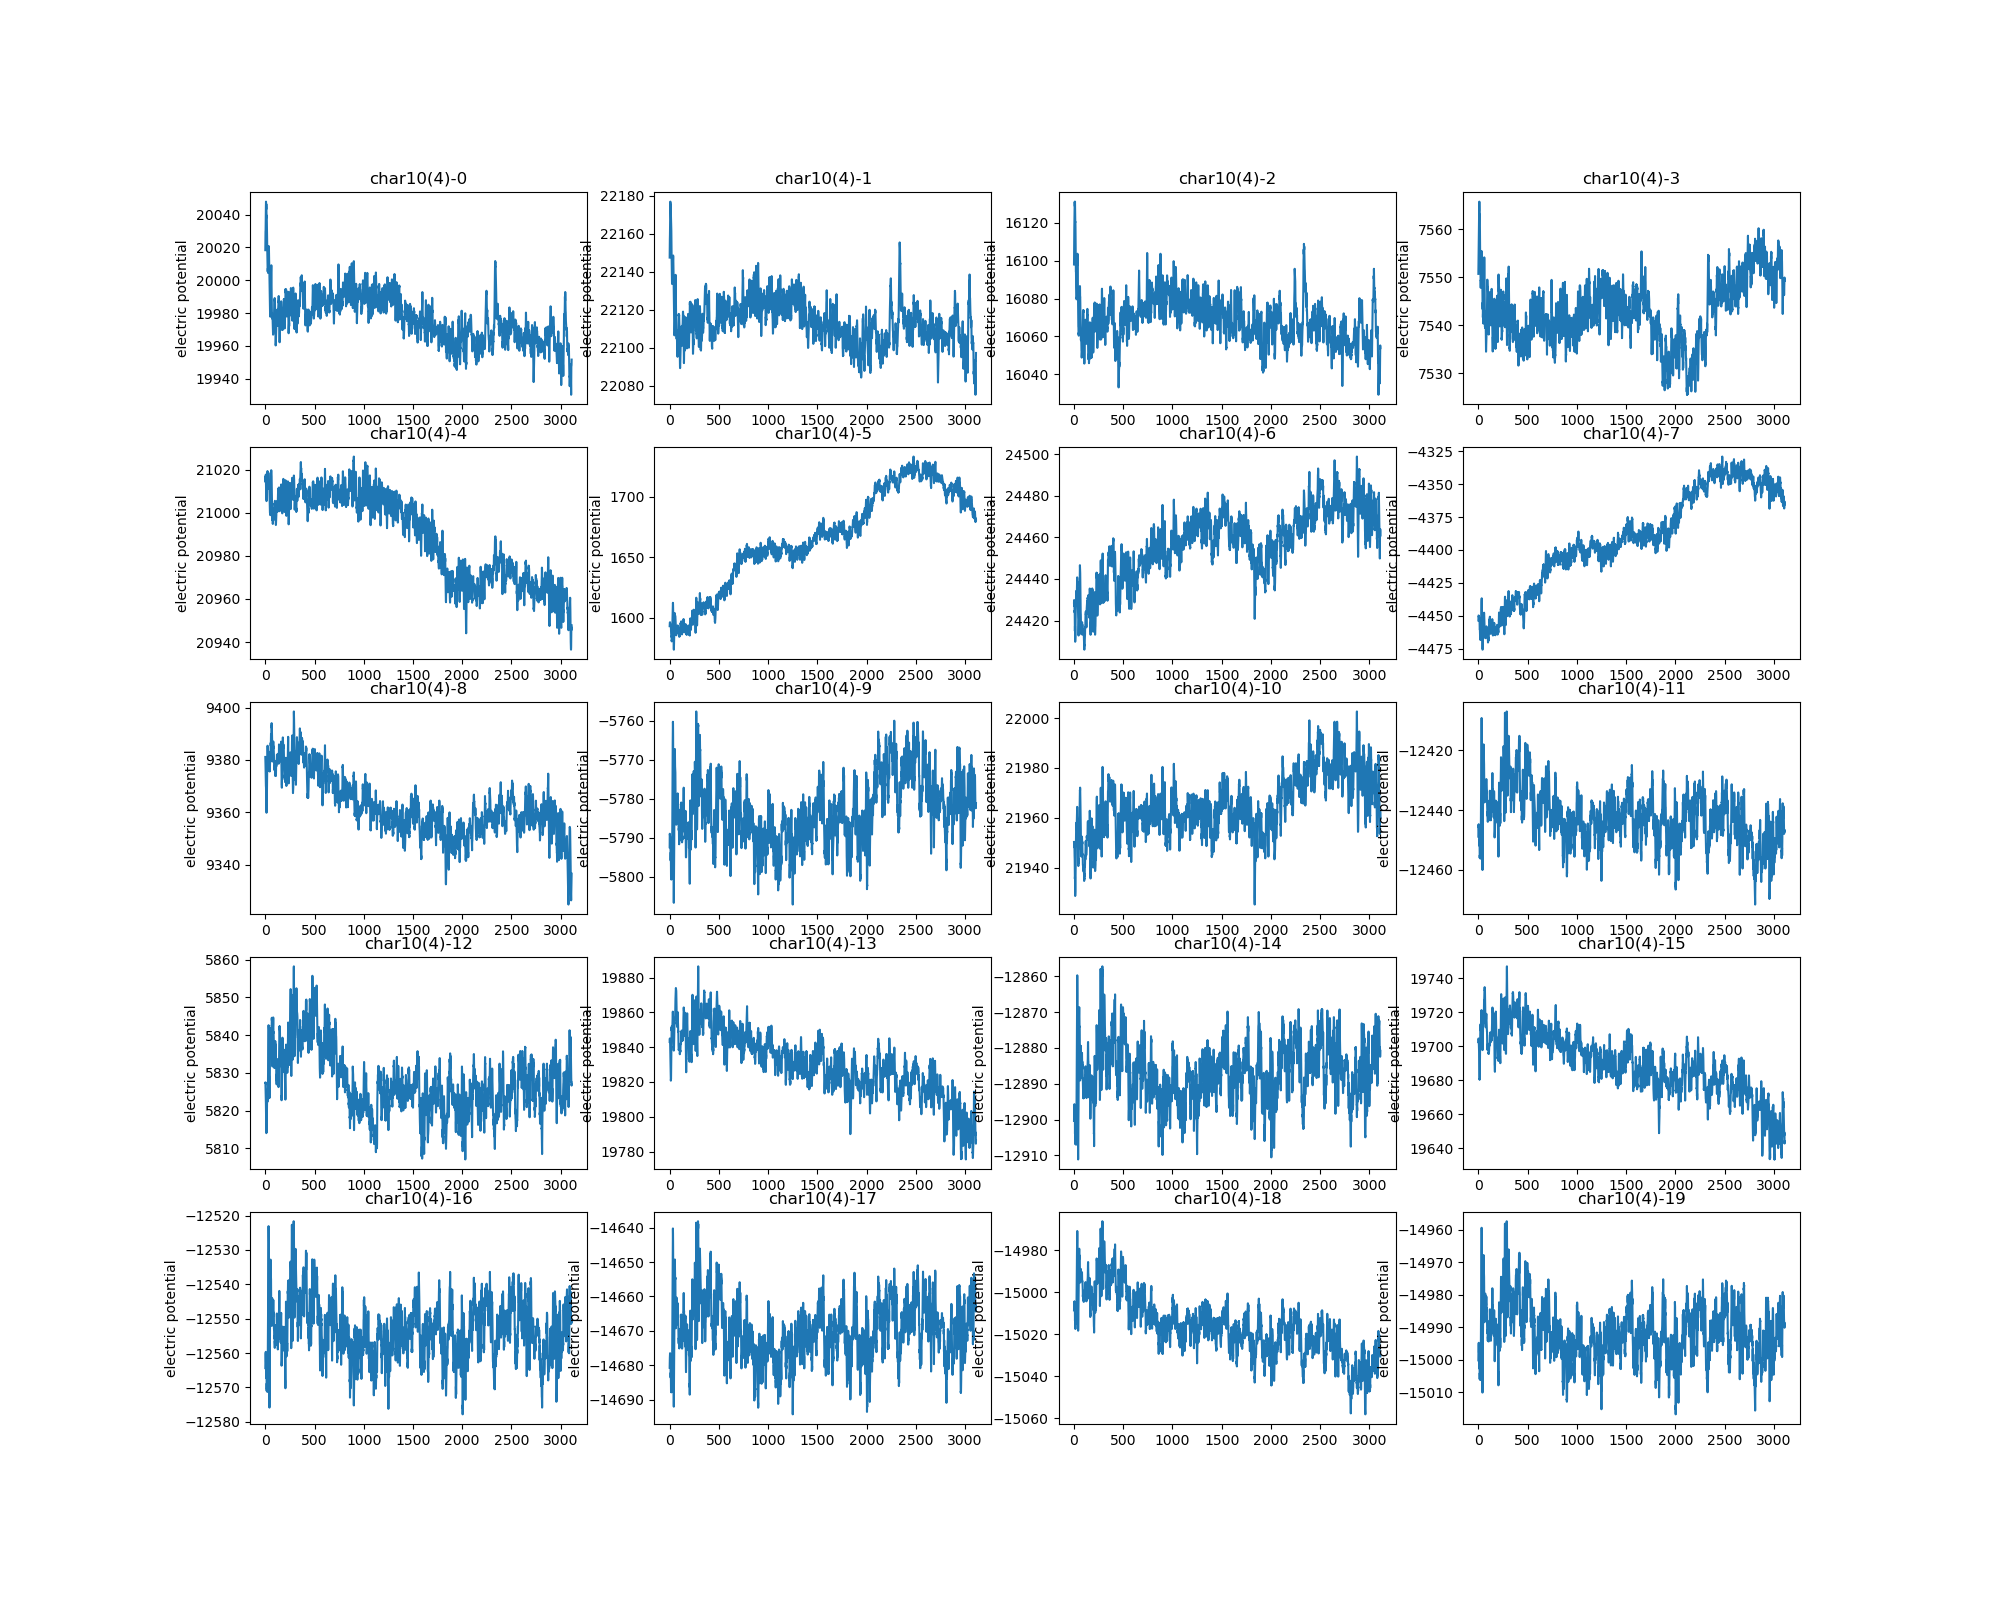 char10(4)-0 char10(4)-1 char10(4)-2 char10(4)-3
electric potential electric potential electric potential electric potential
20040 20020 20000 19980 19960 19940
22180 22160 22140 22120 22100 22080
16120 16100 16080 16060 16040
7560 7550 7540 7530
0 500 1000 1500 2000 2500 3000 0 500 1000 1500 2000 2500 3000 0 500 1000 1500 2000 2500 3000 0 500 1000 1500 2000 2500 3000
char10(4)-4 char10(4)-5 char10(4)-6 char10(4)-7
electric potential electric potential electric potential electric potential
21020 21000 20980 20960 20940
1700 1650 1600
24500 24480 24460 24440 24420
−4325 −4350 −4375 −4400 −4425 −4450 −4475
0 500 1000 1500 2000 2500 3000 0 500 1000 1500 2000 2500 3000 0 500 1000 1500 2000 2500 3000 0 500 1000 1500 2000 2500 3000
char10(4)-8 char10(4)-9 char10(4)-10 char10(4)-11
electric potential electric potential electric potential electric potential
9400 9380 9360 9340
−5760 −5770 −5780 −5790 −5800
22000 21980 21960 21940
−12420 −12440 −12460
0 500 1000 1500 2000 2500 3000 0 500 1000 1500 2000 2500 3000 0 500 1000 1500 2000 2500 3000 0 500 1000 1500 2000 2500 3000
char10(4)-12 char10(4)-13 char10(4)-14 char10(4)-15
electric potential electric potential electric potential electric potential
5860 5850 5840 5830 5820 5810
19880 19860 19840 19820 19800 19780
−12860 −12870 −12880 −12890 −12900 −12910
19740 19720 19700 19680 19660 19640
0 500 1000 1500 2000 2500 3000 0 500 1000 1500 2000 2500 3000 0 500 1000 1500 2000 2500 3000 0 500 1000 1500 2000 2500 3000
char10(4)-16 char10(4)-17 char10(4)-18 char10(4)-19
electric potential electric potential electric potential electric potential
−12520 −12530 −12540 −12550 −12560 −12570 −12580
−14640 −14650 −14660 −14670 −14680 −14690
−14980 −15000 −15020 −15040 −15060
−14960 −14970 −14980 −14990 −15000 −15010
0 500 1000 1500 2000 2500 3000 0 500 1000 1500 2000 2500 3000 0 500 1000 1500 2000 2500 3000 0 500 1000 1500 2000 2500 3000